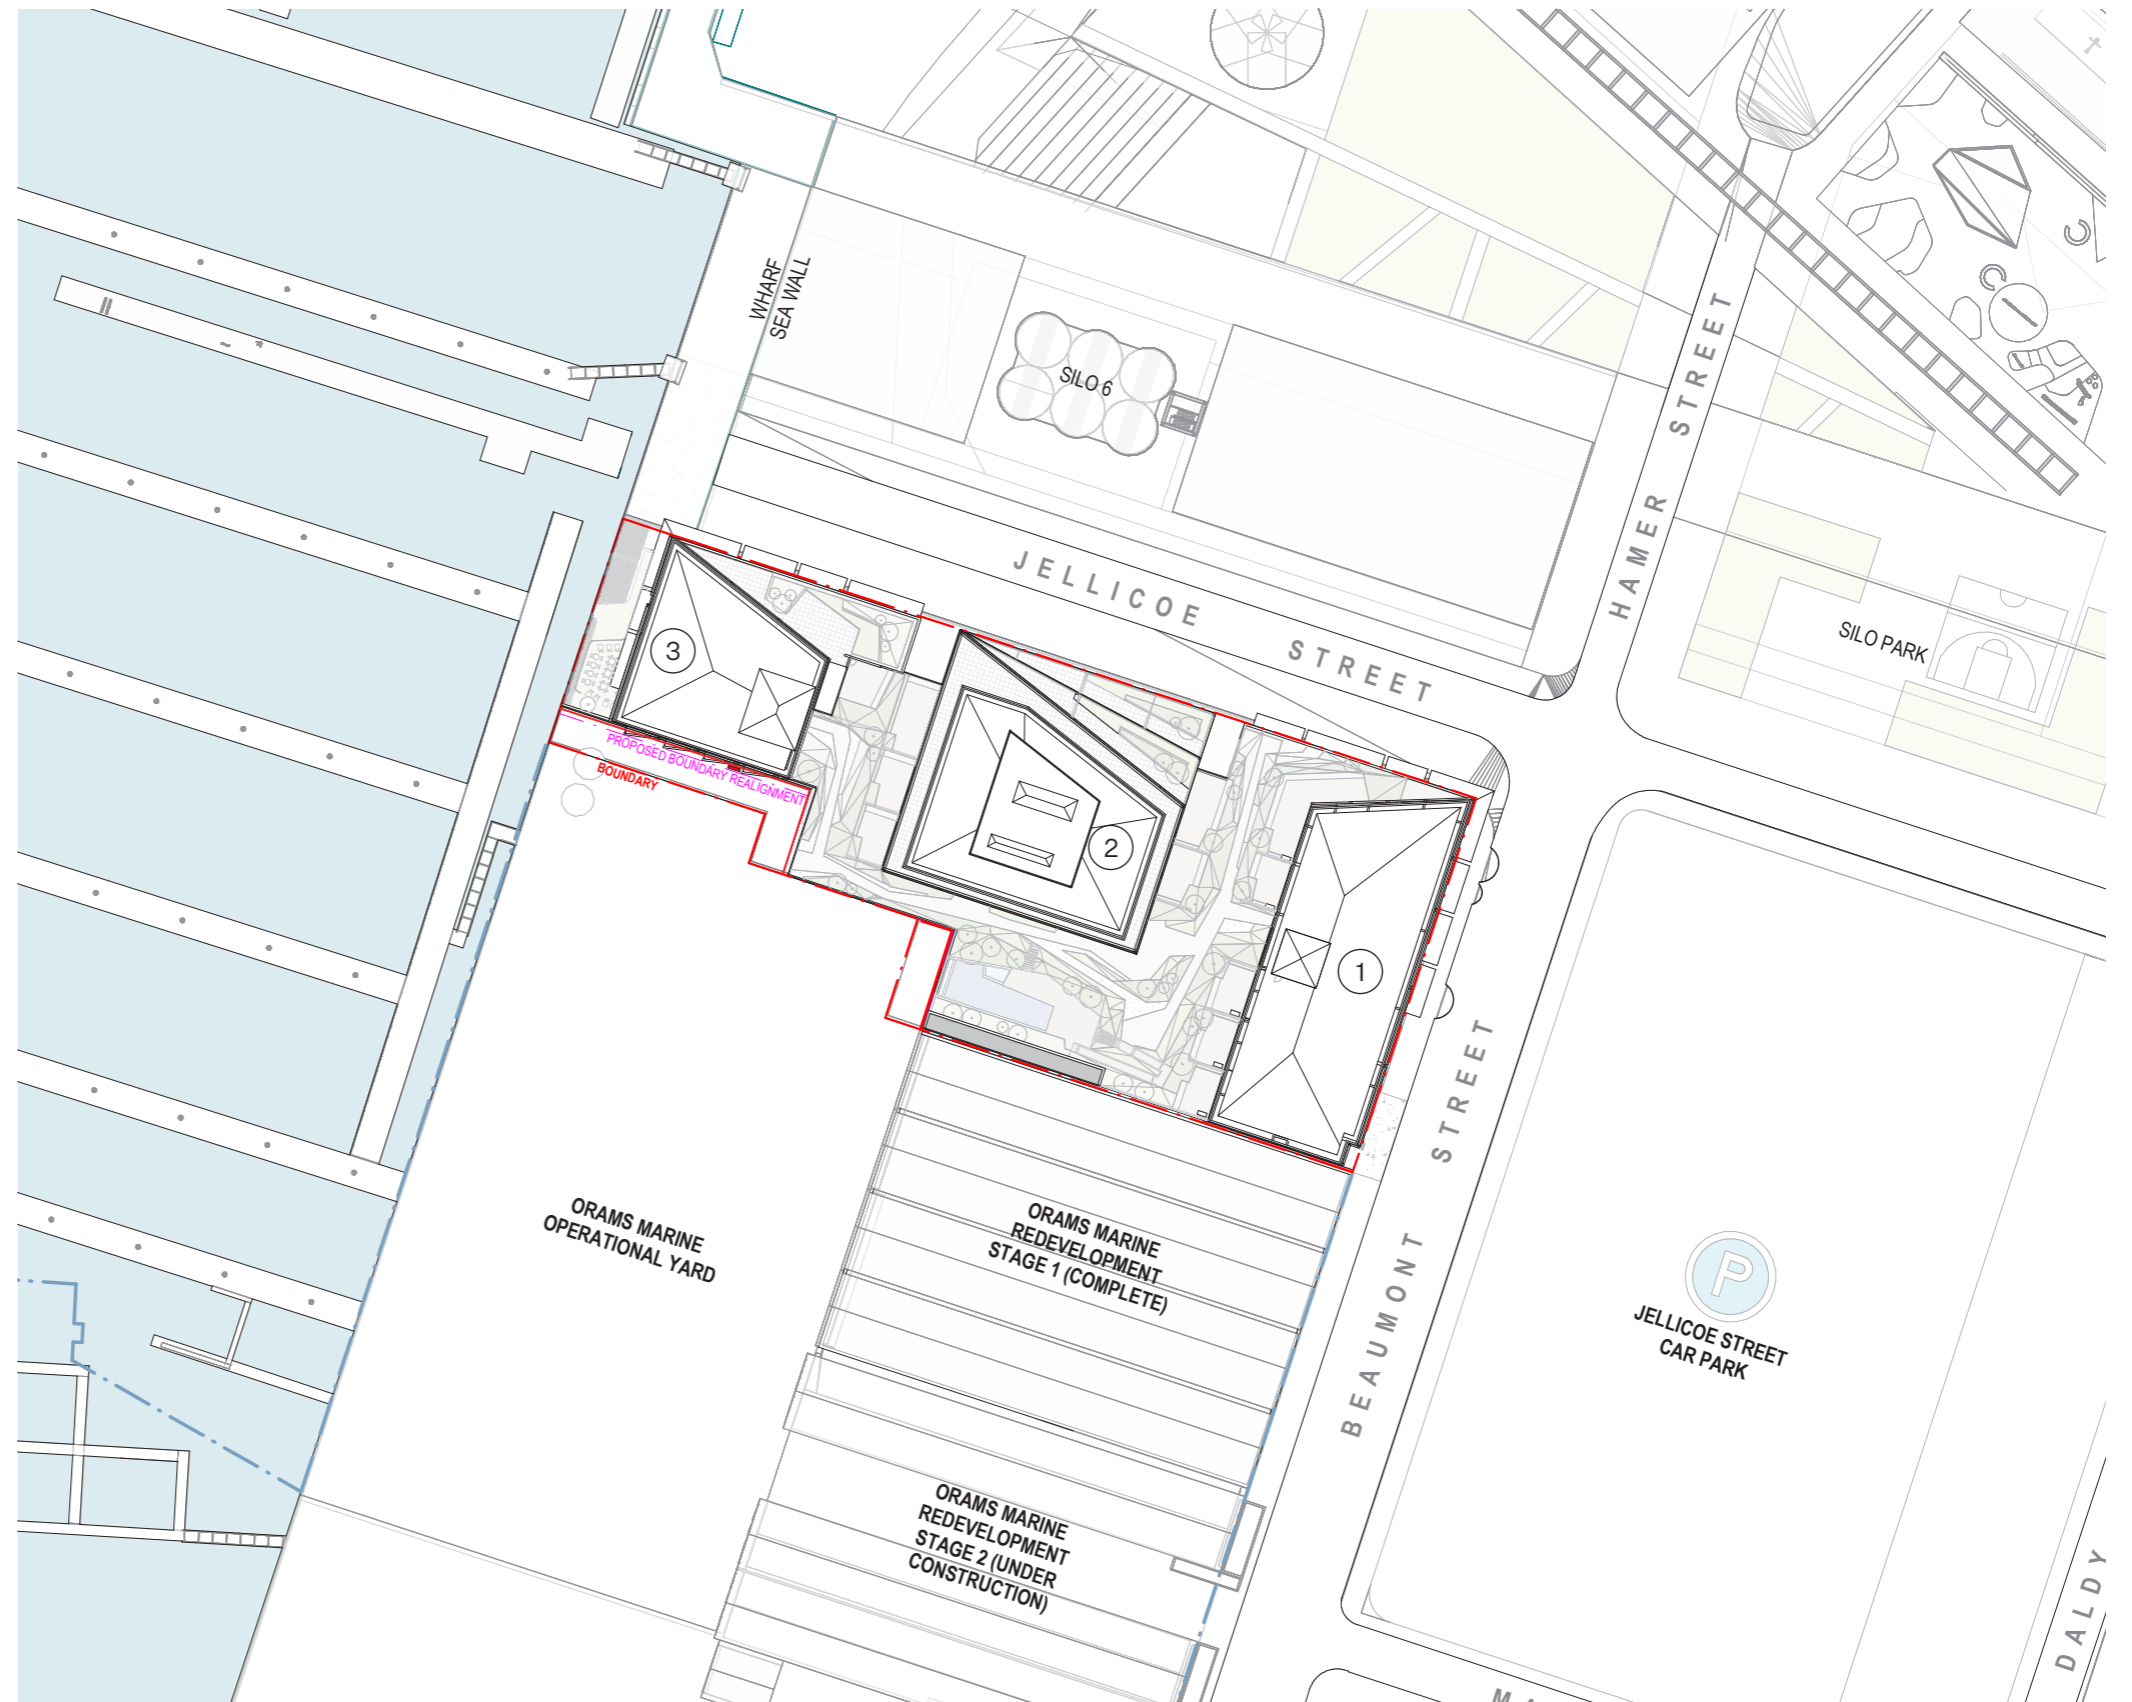 WHARF
SEA WALL
SILO 6
HAMER STREET
JELLICOE STREET
SILO PARK
3
PROPOSED BOUNDARY REALIGNMENT
BOUNDARY
2
1
ORAMS MARINE
OPERATIONAL YARD
ORAMS MARINE
REDEVELOPMENT
STAGE 1 (COMPLETE)
BEAUMONT STREET
P
JELLICOE STREET
CAR PARK
ORAMS MARINE
REDEVELOPMENT
STAGE 2 (UNDER
CONSTRUCTION)
DALDY